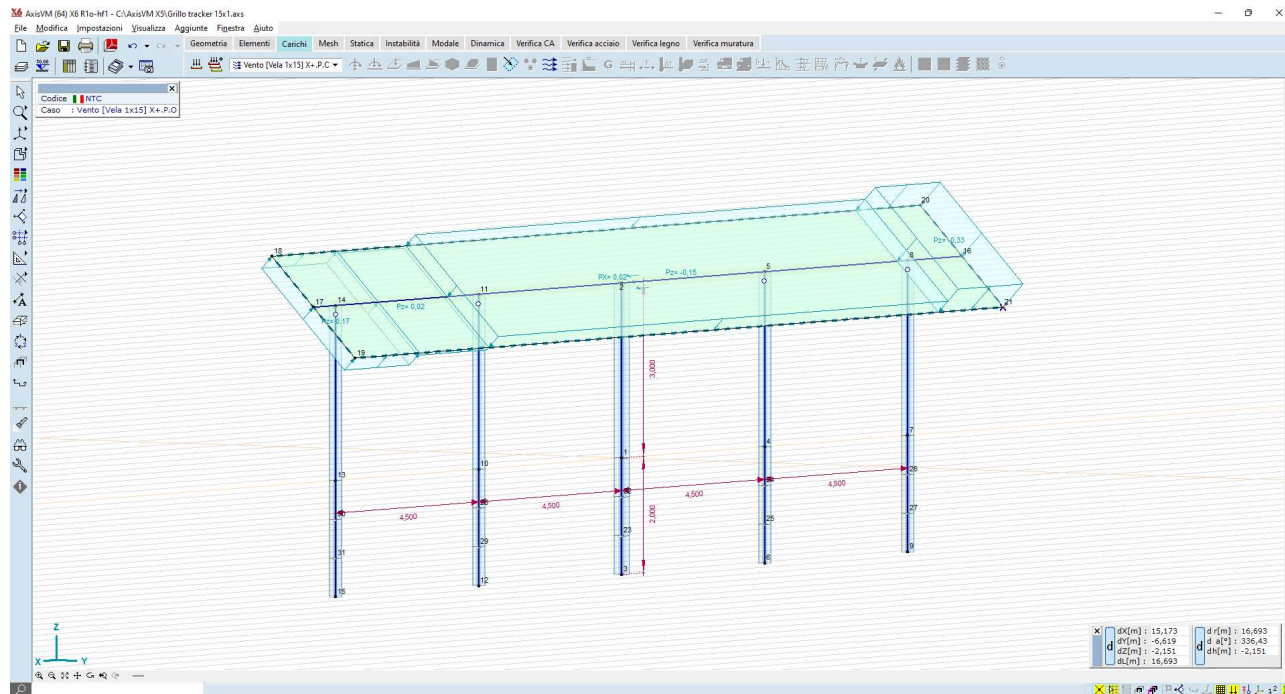 X6 AxisVM (64) X6 R1o-hf1 - C:\AxisVM X5\Grillo tracker 15x1.axs
File Modifica Impostazioni Visualizza Aggiunte Finestra Aiuto
Geometria Elementi Carichi Mesh Statica Instabilità Modale Dinamica Verifica CA Verifica acciaio Verifica legno Verifica muratura
Vento [Vela 1x15] X+.P.C
Codice NTC
Caso : Vento [Vela 1x15] X+.P.O
20
18
Pz= -0,33
16
8
5
PX= 0,02
Pz= -0,15
2
11
17 14
Pz= 0,02
21
Pz= 0,17
19
3,000
7
4
1
10
26
13
4,500
4,500
4,500
4,500
2,000
27
25
23
29
31
9
6
3
12
15
Z
X Y
d
dX[m] : 15,173
dY[m] : -6,619
dZ[m] : -2,151
dL[m] : 16,693
d
d r[m] : 16,693
d a[°] : 336,43
dh[m] : -2,151